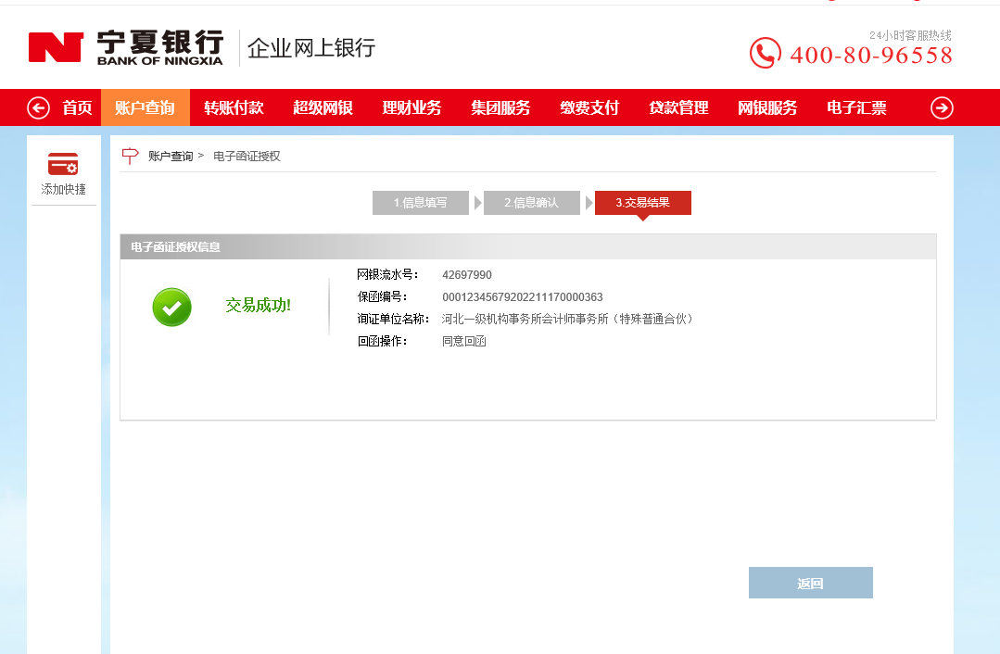 宁夏银行
BANK OF NINGXIA
企业网上银行
24小时客服热线
400-80-96558
首页 账户查询 转账付款 超级网银 理财业务 集团服务 缴费支付 贷款管理 网银服务 电子汇票
添加快捷
账户查询 > 电子函证授权
1.信息填写 2.信息确认 3.交易结果
电子函证授权信息
交易成功!
网银流水号: 42697990
保函编号: 00012345679202211170000363
询证单位名称: 河北一级机构事务所会计师事务所（特殊普通合伙）
回函操作: 同意回函
返回